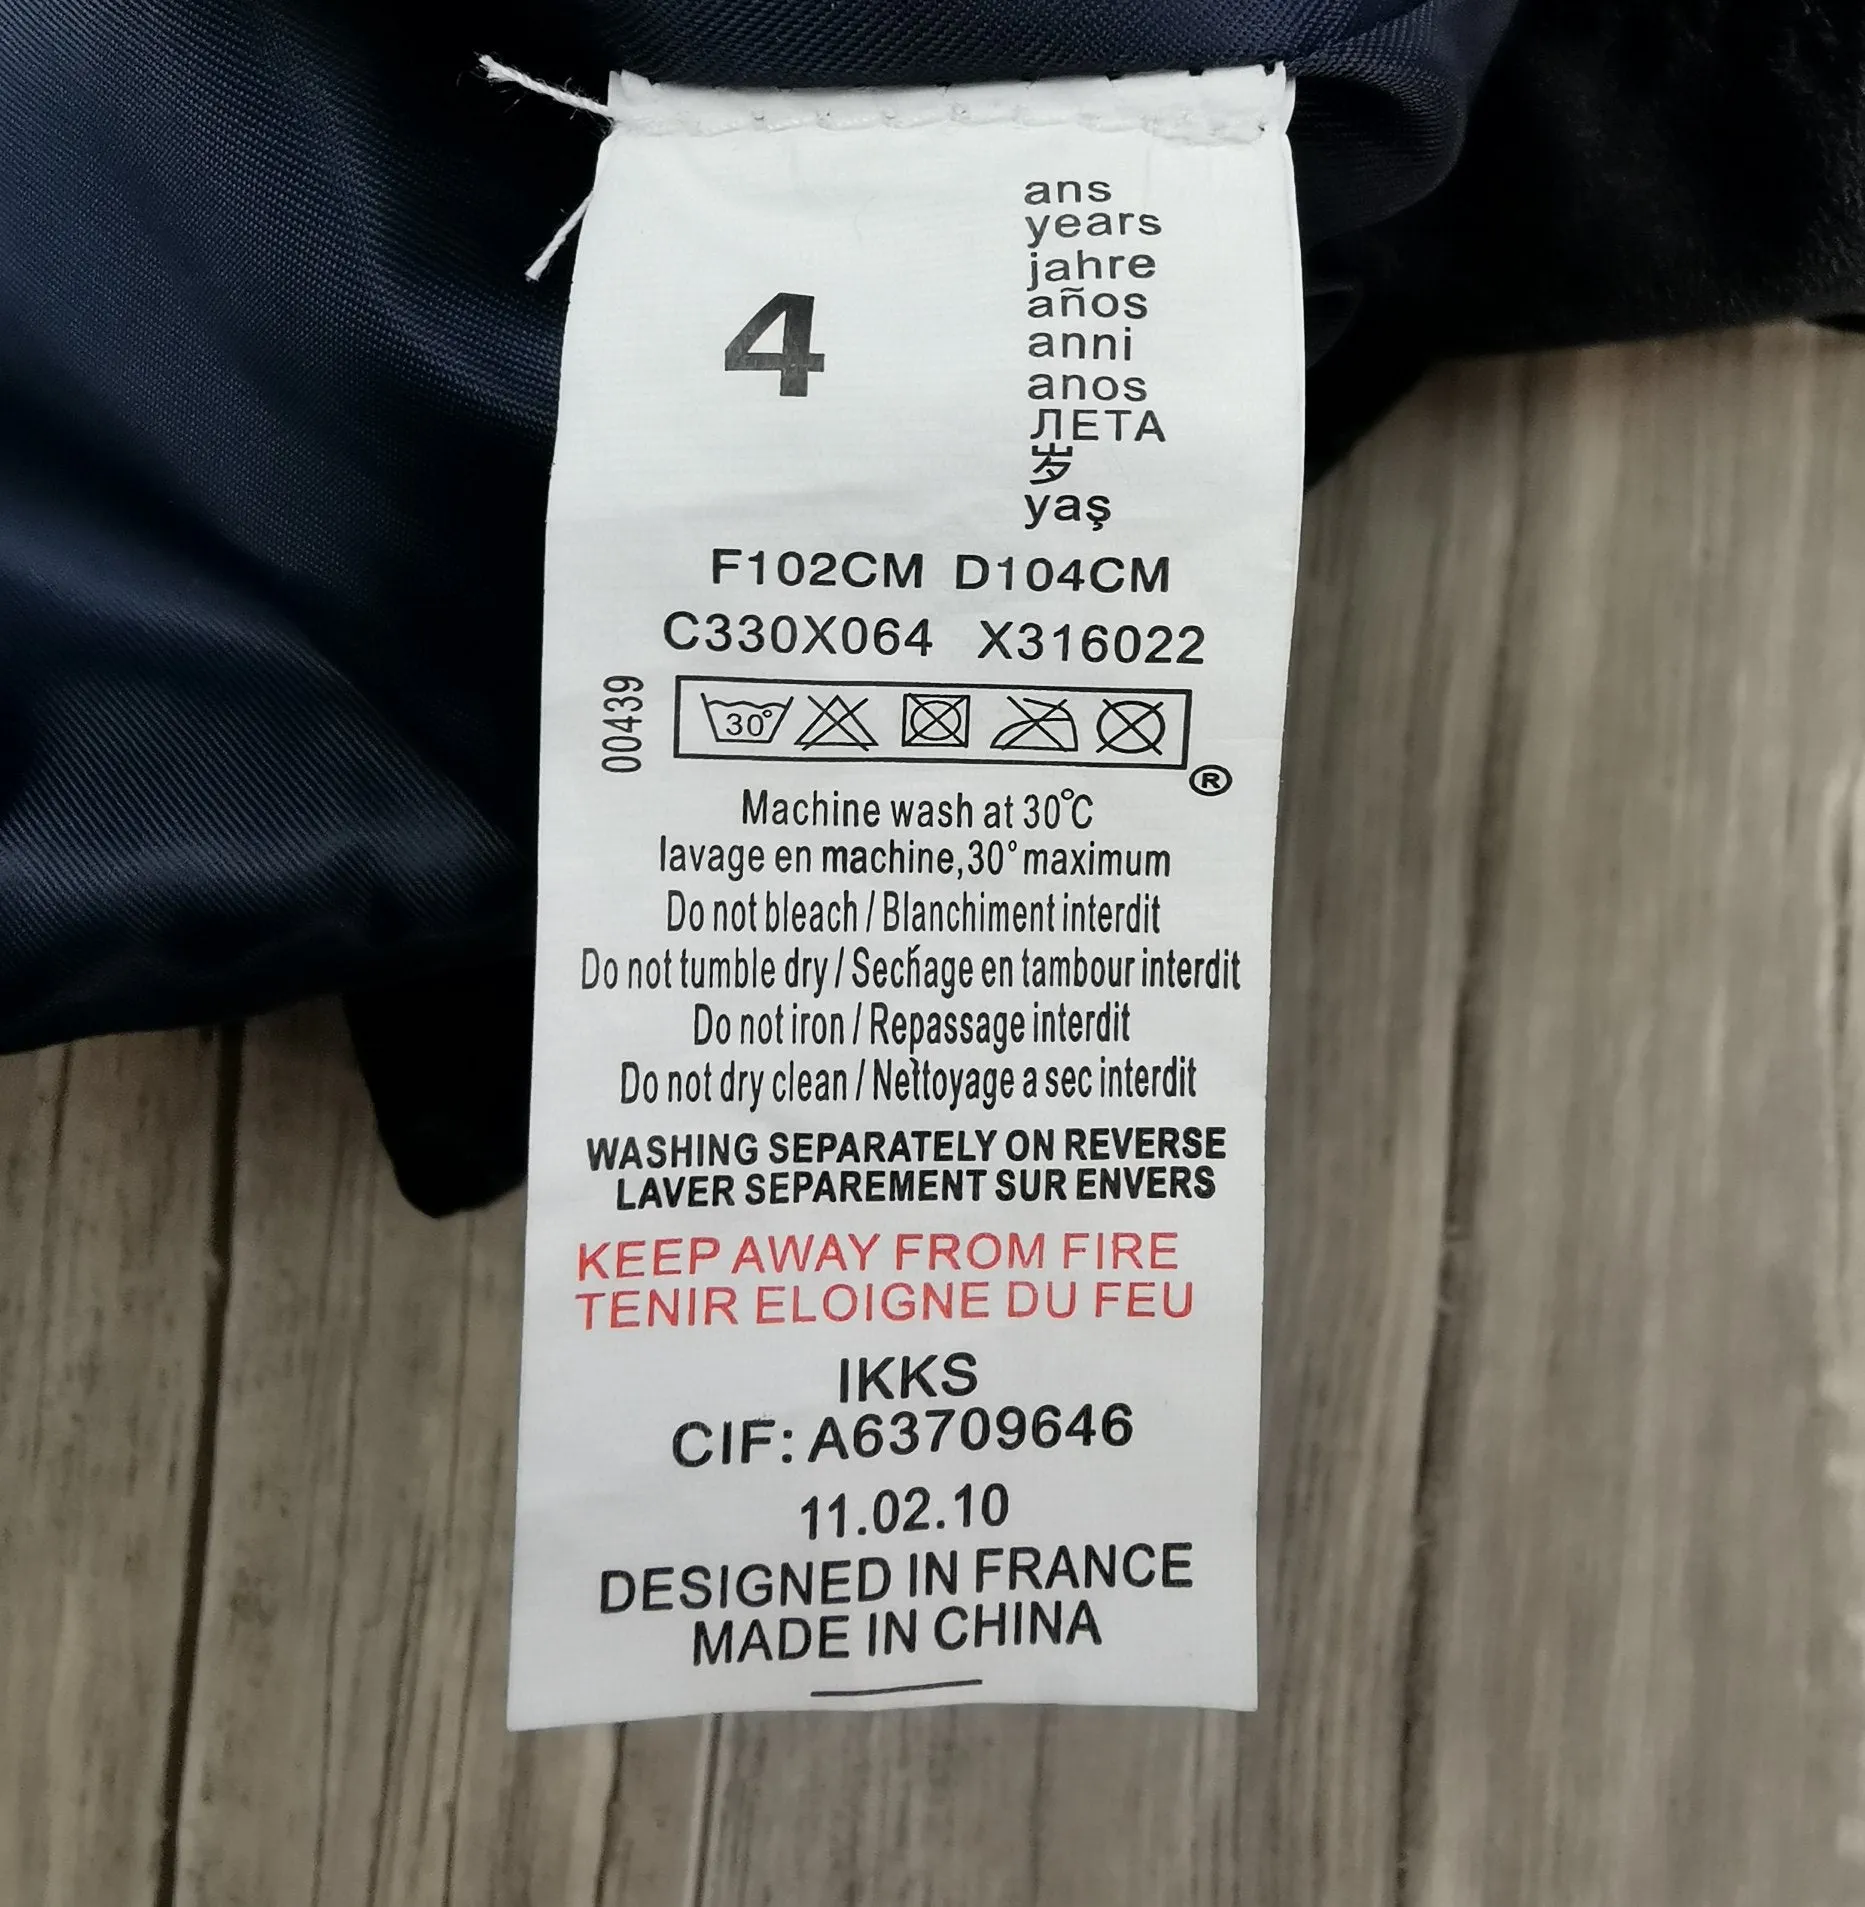 4
ans
years
jahre
años
anni
anos
ЛЕТА
岁
yaş
F102CM D104CM
C330X064 X316022
00439
30°
®
Machine wash at 30°C
lavage en machine,30° maximum
Do not bleach / Blanchiment interdit
Do not tumble dry / Sećhage en tambour interdit
Do not iron / Repassage interdit
Do not dry clean / Nettoyage a sec interdit
WASHING SEPARATELY ON REVERSE
LAVER SEPAREMENT SUR ENVERS
KEEP AWAY FROM FIRE
TENIR ELOIGNE DU FEU
IKKS
CIF: A63709646
11.02.10
DESIGNED IN FRANCE
MADE IN CHINA